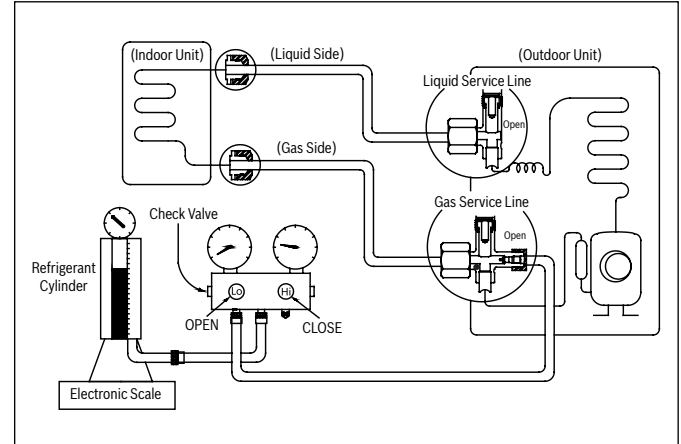 (Indoor Unit)
(Liquid Side)
(Outdoor Unit)
Liquid Service Line
Open
(Gas Side)
Gas Service Line
Open
Check Valve
Refrigerant
Cylinder
Lo
Hi
OPEN
CLOSE
Electronic Scale